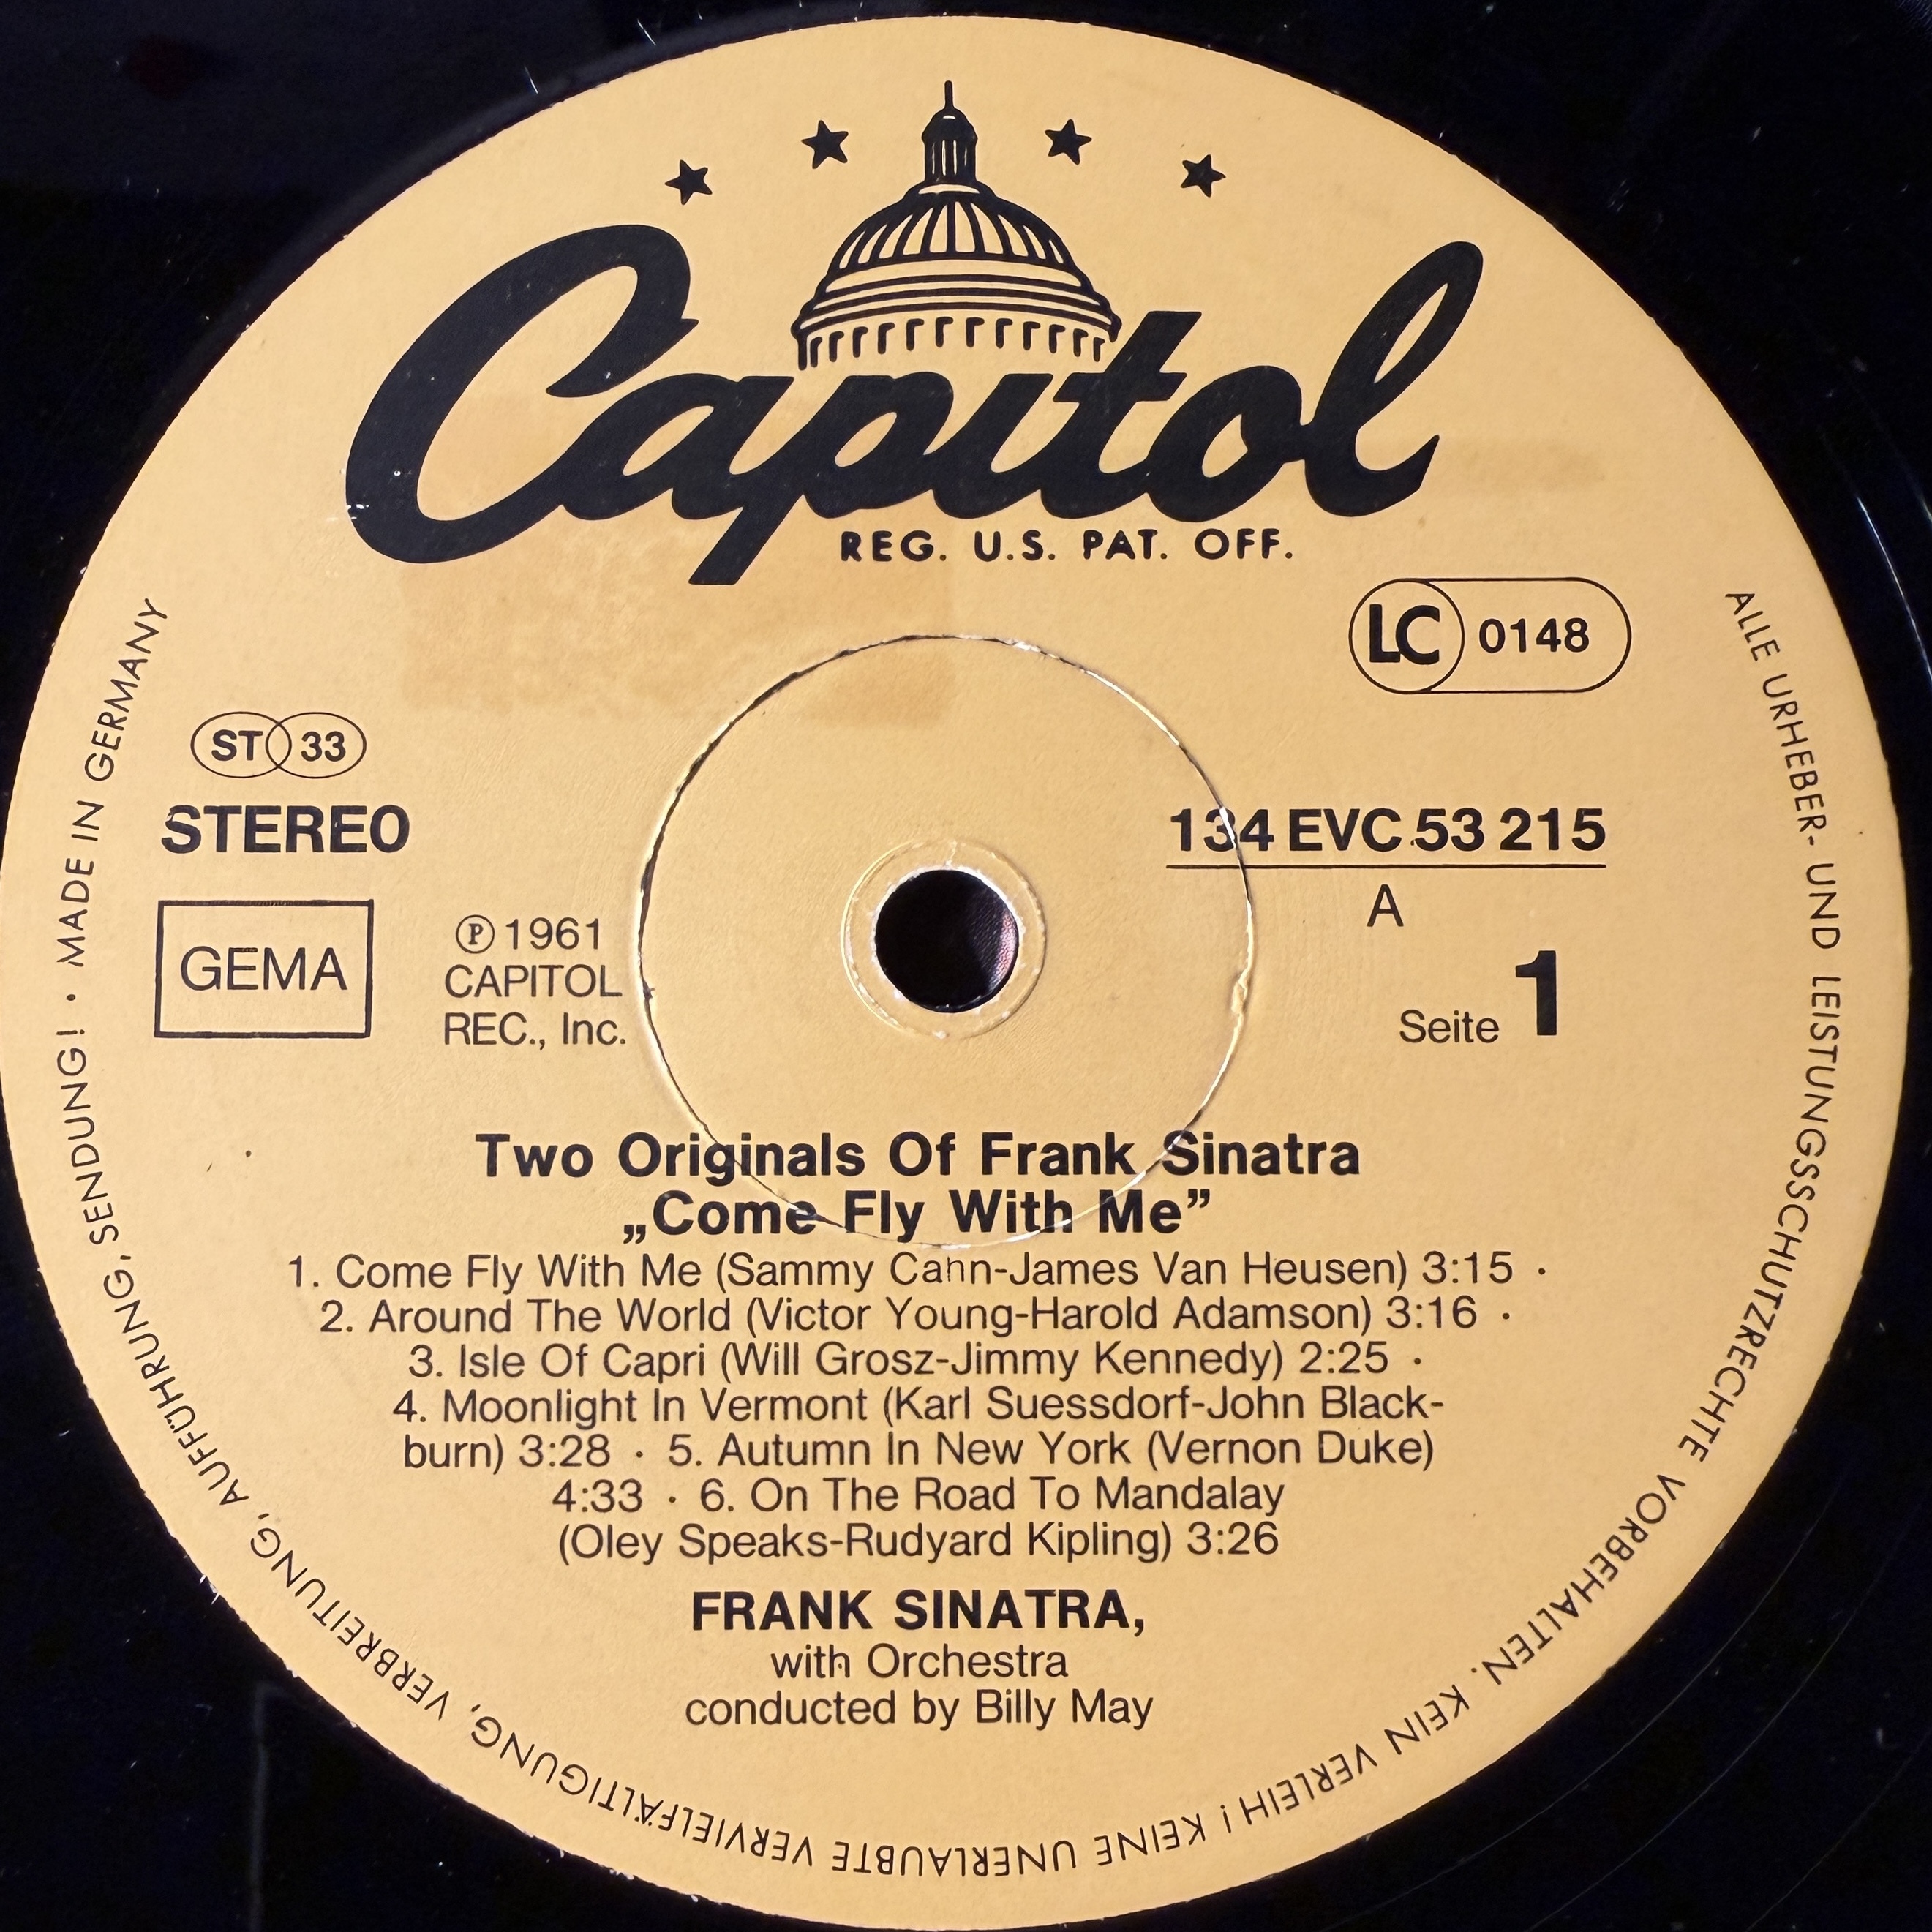 Capitol
REG. U.S. PAT. OFF.
LC 0148
ST 33
STEREO
GEMA
℗ 1961
CAPITOL
REC., Inc.
134 EVC 53 215
A
Seite 1
Two Originals Of Frank Sinatra
„Come Fly With Me”
1. Come Fly With Me (Sammy Cahn-James Van Heusen) 3:15 ·
2. Around The World (Victor Young-Harold Adamson) 3:16 ·
3. Isle Of Capri (Will Grosz-Jimmy Kennedy) 2:25 ·
4. Moonlight In Vermont (Karl Suessdorf-John Black-
burn) 3:28 · 5. Autumn In New York (Vernon Duke)
4:33 · 6. On The Road To Mandalay
(Oley Speaks-Rudyard Kipling) 3:26
FRANK SINATRA,
with Orchestra
conducted by Billy May
ALLE URHEBER- UND LEISTUNGSSCHUTZRECHTE VORBEHALTEN. KEIN VERLEIH! KEINE UNERLAUBTE VERVIELFÄLTIGUNG, VERBREITUNG, AUFFÜHRUNG, SENDUNG! · MADE IN GERMANY